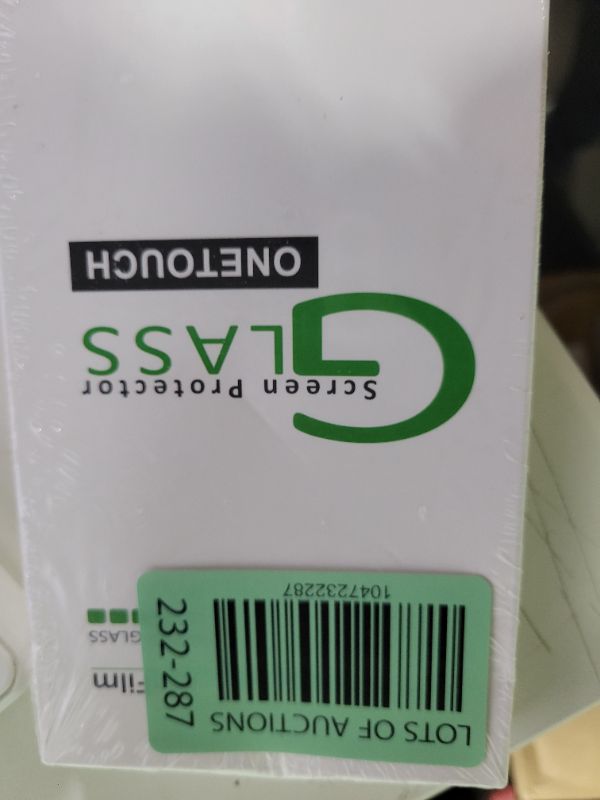 Film
GLASS
LOTS OF AUCTIONS
1047232287
232-287
Screen Protector
GLASS
ONETOUCH